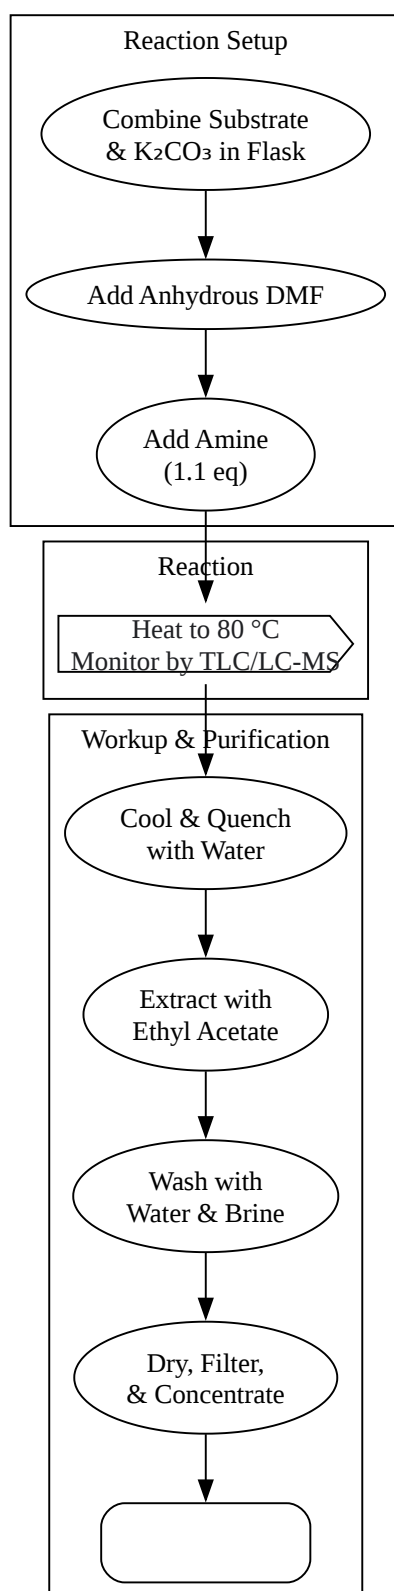 Reaction Setup
Combine Substrate
& K₂CO₃ in Flask
Add Anhydrous DMF
Add Amine
(1.1 eq)
Reaction
Heat to 80 °C
Monitor by TLC/LC-MS
Workup & Purification
Cool & Quench
with Water
Extract with
Ethyl Acetate
Wash with
Water & Brine
Dry, Filter,
& Concentrate